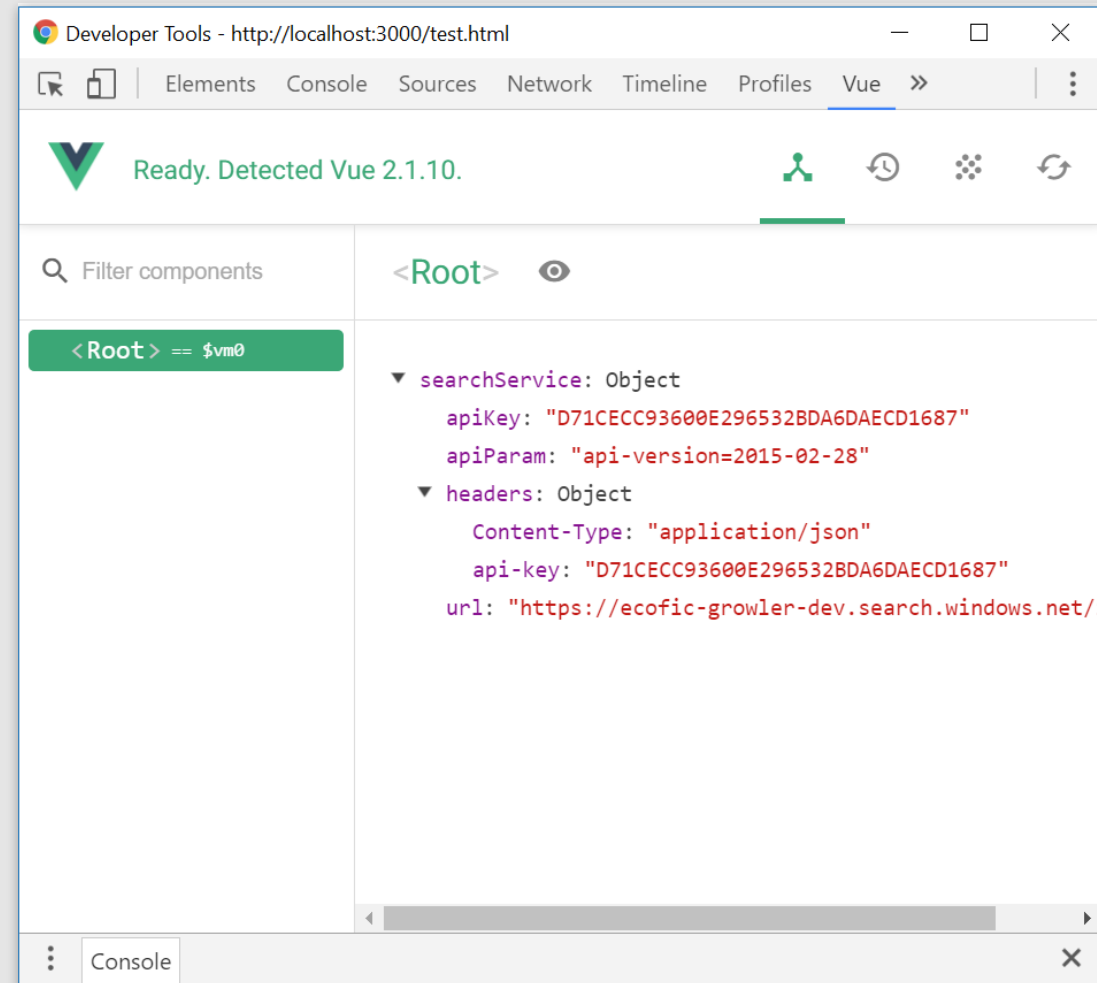 Developer Tools - http://localhost:3000/test.html
Elements Console Sources Network Timeline Profiles Vue »
Ready. Detected Vue 2.1.10.
Filter components
<Root>
<Root> == $vm0
▼ searchService: Object
apiKey: "D71CECC93600E296532BDA6DAECD1687"
apiParam: "api-version=2015-02-28"
▼ headers: Object
Content-Type: "application/json"
api-key: "D71CECC93600E296532BDA6DAECD1687"
url: "https://ecofic-growler-dev.search.windows.net/
Console